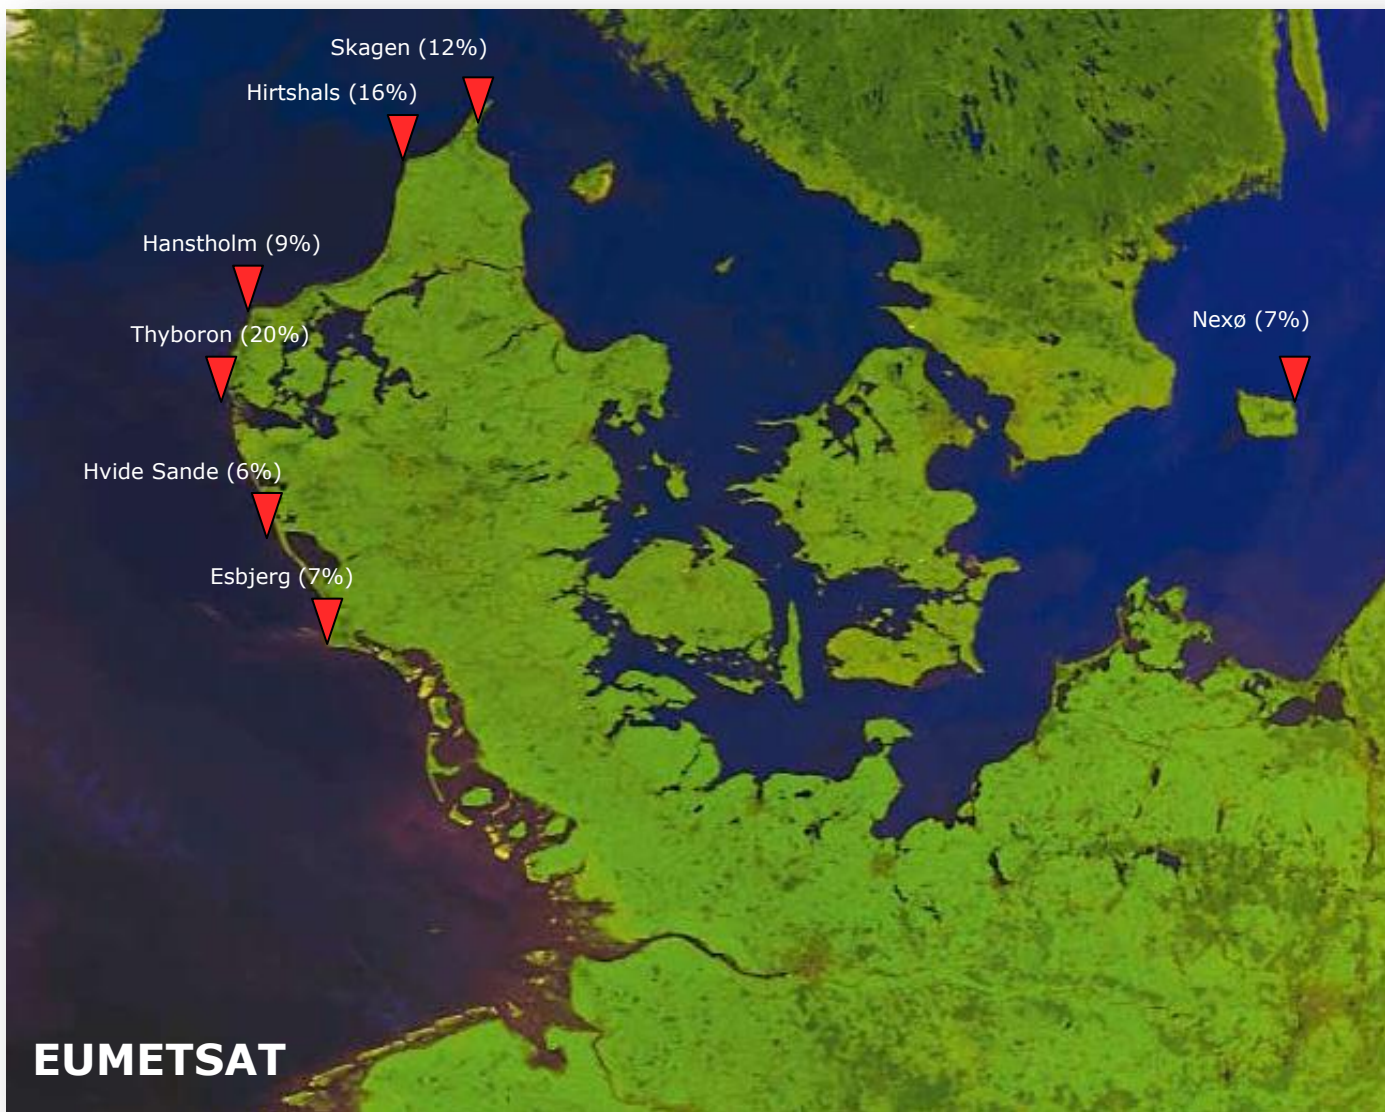 Skagen (12%)
Hirtshals (16%)
Hanstholm (9%)
Thyboron (20%)
Nexø (7%)
Hvide Sande (6%)
Esbjerg (7%)
EUMETSAT